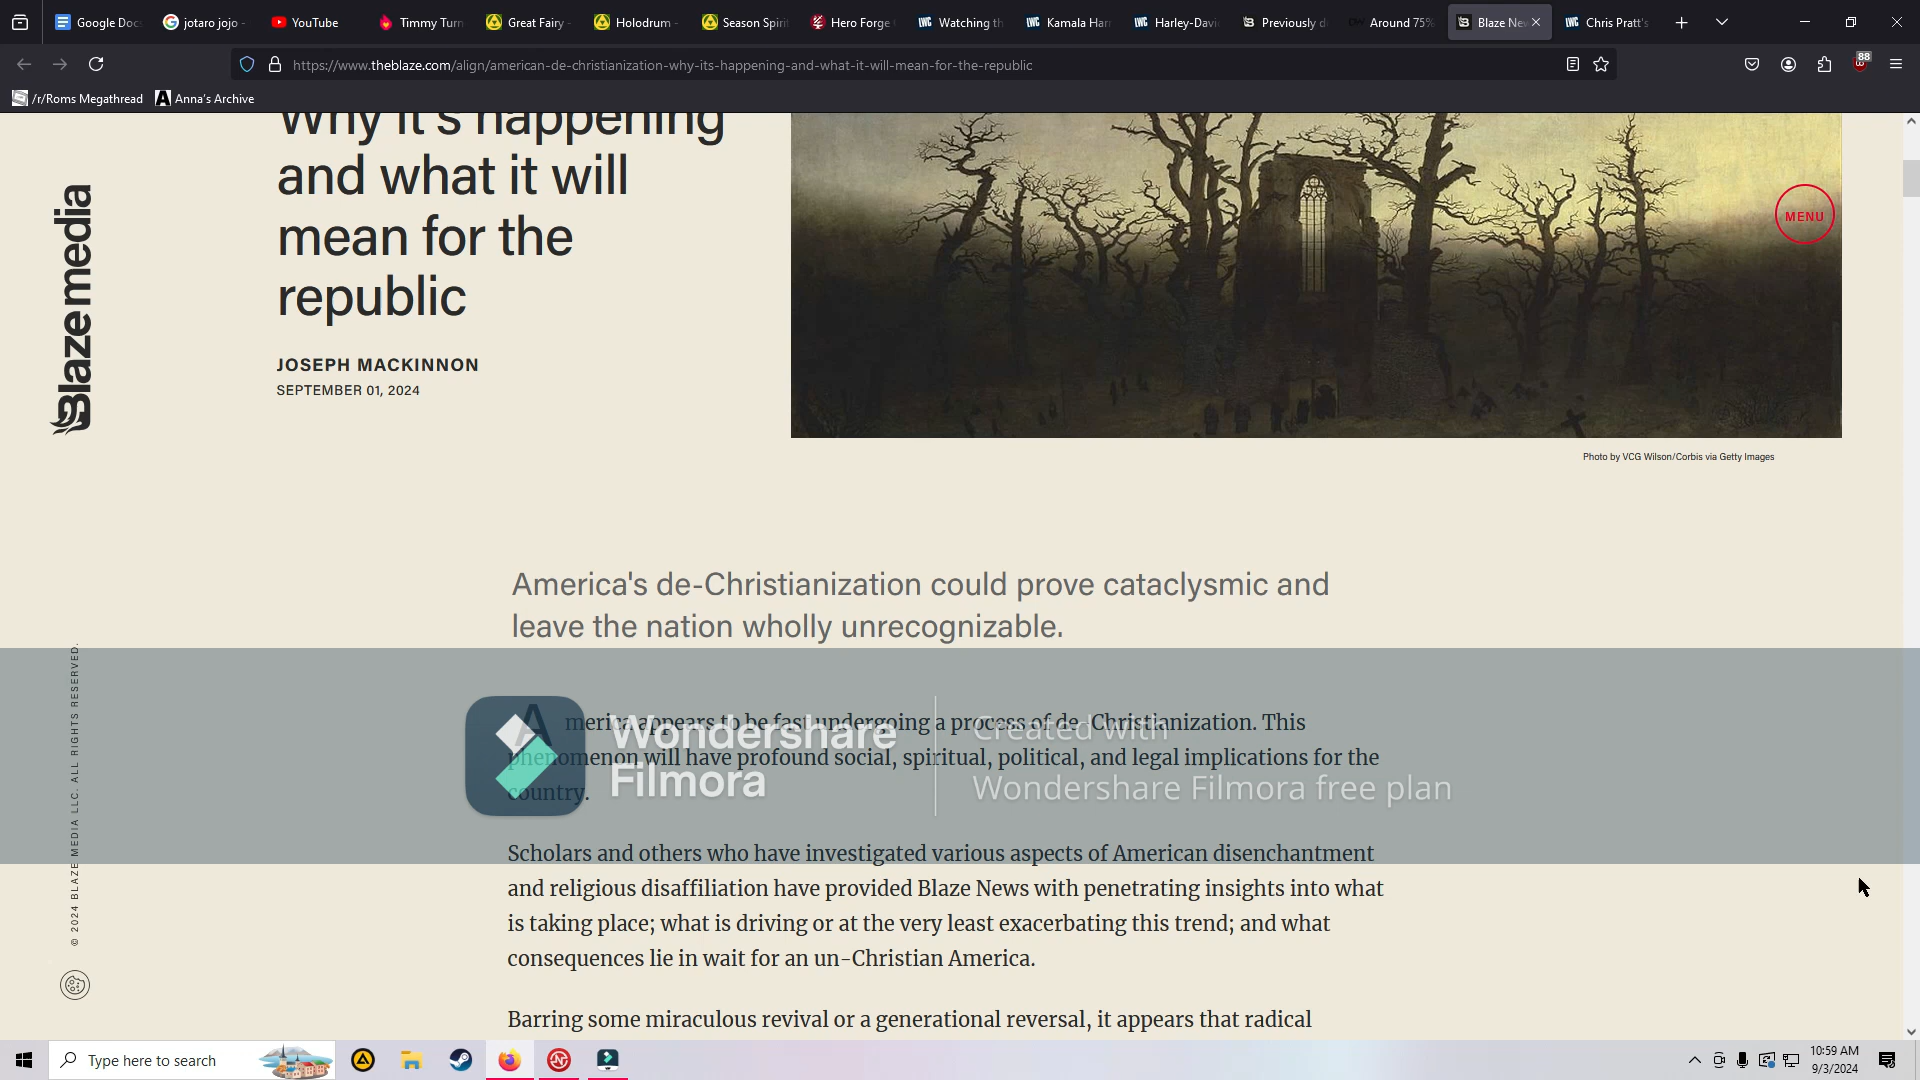 Google Doc
jotaro jojo -
YouTube
Timmy Turn
Great Fairy -
Holodrum -
Season Spirit
Hero Forge
Watching th
Kamala Harr
Harley-Davi
Previously d
Around 75%
Blaze Ne
Chris Pratt's
https://www.theblaze.com/align/american-de-christianization-why-its-happening-and-what-it-will-mean-for-the-republic
88
/r/Roms Megathread
Anna's Archive
Blaze media
Why it's happening
and what it will
mean for the
republic
JOSEPH MACKINNON
SEPTEMBER 01, 2024
MENU
Photo by VCG Wilson/Corbis via Getty Images
America's de-Christianization could prove cataclysmic and
leave the nation wholly unrecognizable.
America appears to be fast undergoing a process of de-Christianization. This
phenomenon will have profound social, spiritual, political, and legal implications for the
country.
Wondershare
Filmora
Created with
Wondershare Filmora free plan
Scholars and others who have investigated various aspects of American disenchantment
and religious disaffiliation have provided Blaze News with penetrating insights into what
is taking place; what is driving or at the very least exacerbating this trend; and what
consequences lie in wait for an un-Christian America.
Barring some miraculous revival or a generational reversal, it appears that radical
© 2024 BLAZE MEDIA LLC. ALL RIGHTS RESERVED.
Type here to search
10:59 AM
9/3/2024